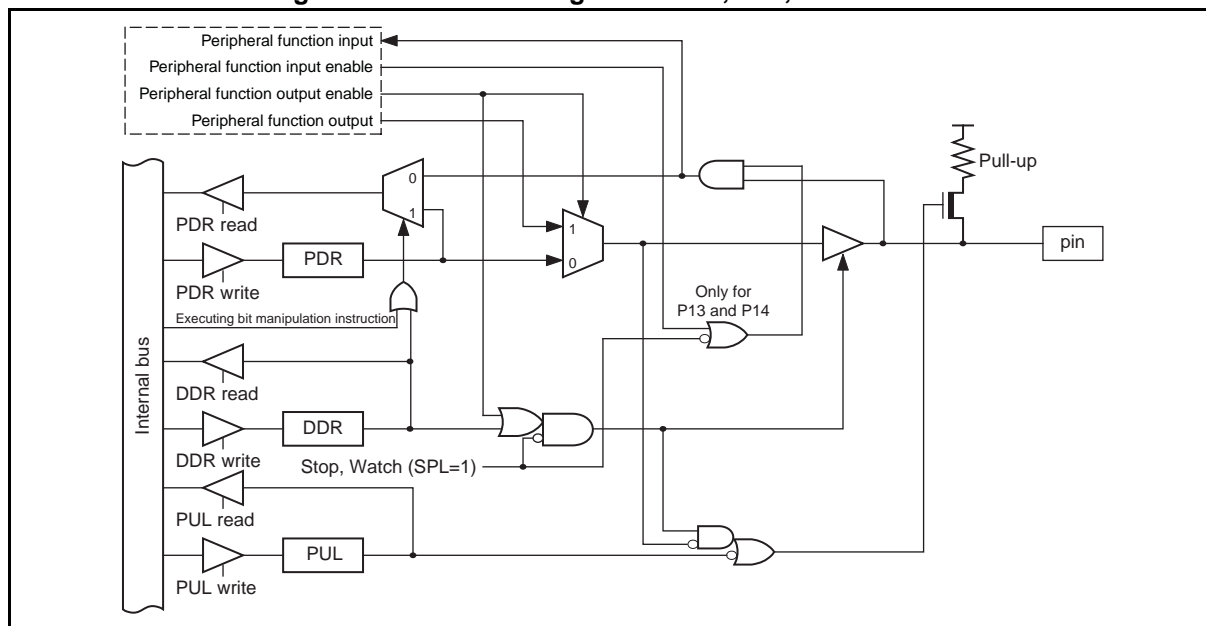 Peripheral function input
Peripheral function input enable
Peripheral function output enable
Peripheral function output
Pull-up
0
1
PDR read
1
pin
PDR
0
PDR write
Only for
P13 and P14
Executing bit manipulation instruction
Internal bus
DDR read
DDR
DDR write
Stop, Watch (SPL=1)
PUL read
PUL
PUL write